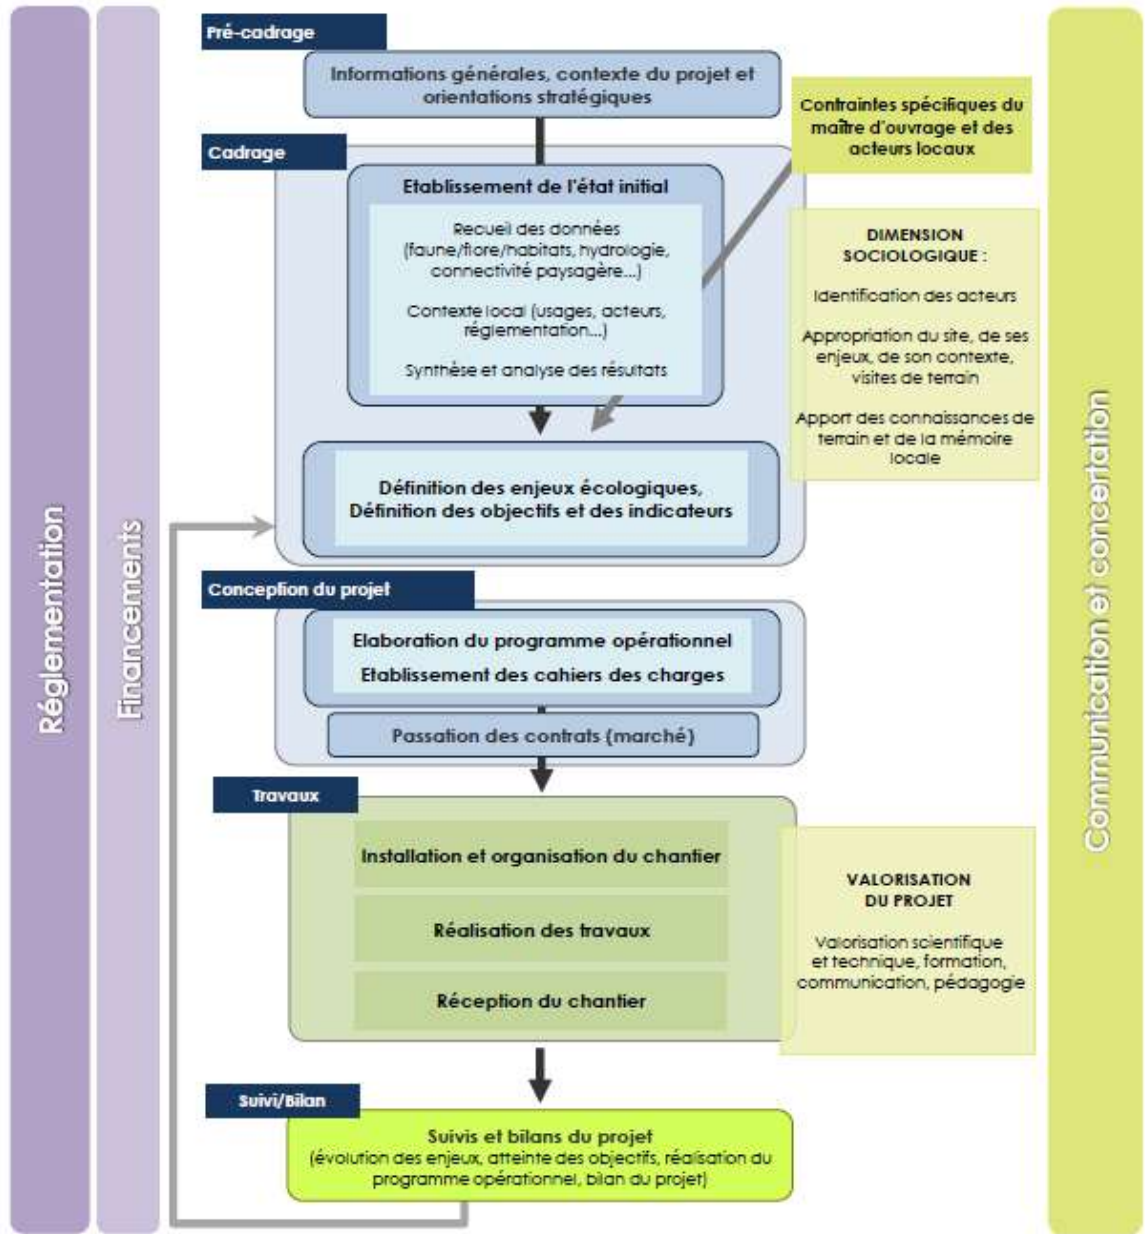 Réglementation
Financements
Pré-cadrage
Informations générales, contexte du projet et
orientations stratégiques
Contraintes spécifiques du
maître d'ouvrage et des
acteurs locaux
Cadrage
Etablissement de l'état initial
Recueil des données
(faune/flore/habitats, hydrologie,
connectivité paysagère...)
Contexte local (usages, acteurs,
réglementation...)
Synthèse et analyse des résultats
DIMENSION
SOCIOLOGIQUE :
Identification des acteurs
Appropriation du site, de ses
enjeux, de son contexte,
visites de terrain
Apport des connaissances de
terrain et de la mémoire
locale
Définition des enjeux écologiques,
Définition des objectifs et des indicateurs
Conception du projet
Elaboration du programme opérationnel
Etablissement des cahiers des charges
Passation des contrats (marché)
Travaux
Installation et organisation du chantier
Réalisation des travaux
Réception du chantier
VALORISATION
DU PROJET
Valorisation scientifique
et technique, formation,
communication, pédagogie
Suivi/Bilan
Suivis et bilans du projet
(évolution des enjeux, atteinte des objectifs, réalisation du
programme opérationnel, bilan du projet)
Communication et concertation